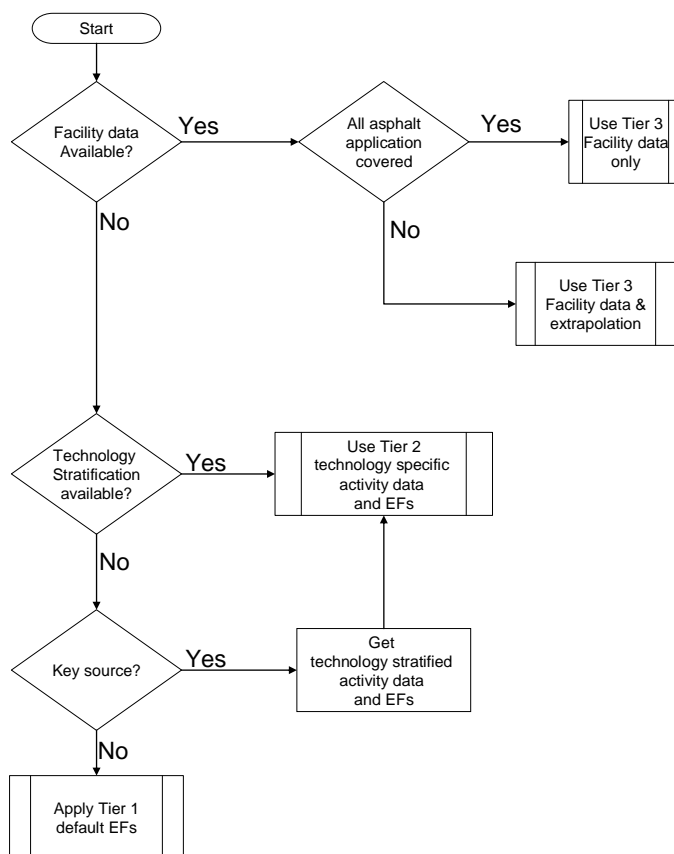 Start
Facility data
Available?
Yes
All asphalt
application
covered
Yes
Use Tier 3
Facility data
only
No
No
Use Tier 3
Facility data &
extrapolation
Technology
Stratification
available?
Yes
Use Tier 2
technology specific
activity data
and EFs
No
Key source?
Yes
Get
technology stratified
activity data
and EFs
No
Apply Tier 1
default EFs